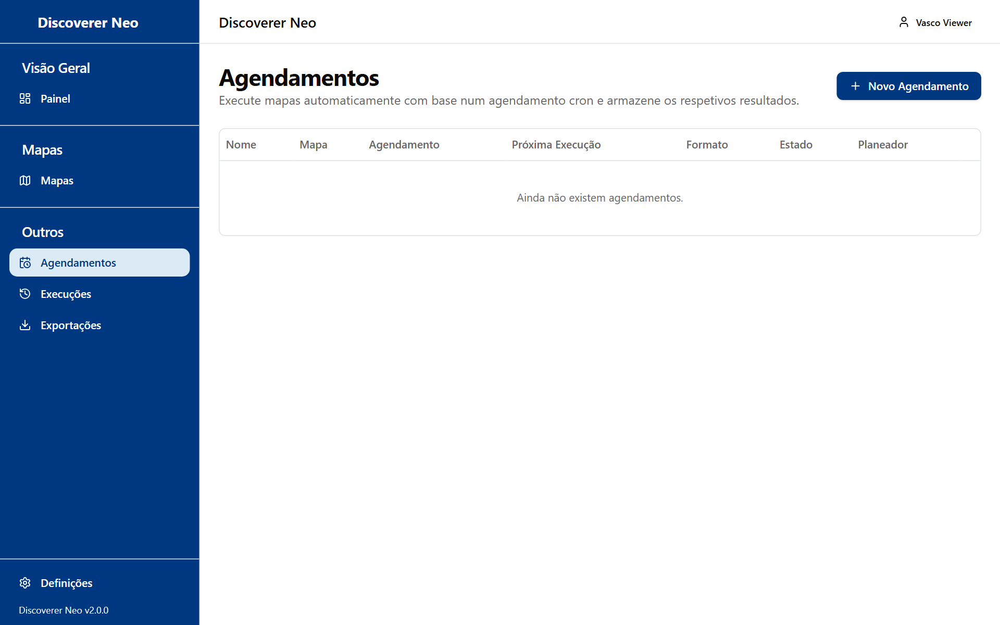 Discoverer Neo
Visão Geral
Painel
Mapas
Mapas
Outros
Agendamentos
Execuções
Exportações
Definições
Discoverer Neo v2.0.0
Discoverer Neo
Vasco Viewer
Agendamentos
Execute mapas automaticamente com base num agendamento cron e armazene os respetivos resultados.
Novo Agendamento
Nome Mapa Agendamento Próxima Execução Formato Estado Planeador
Ainda não existem agendamentos.